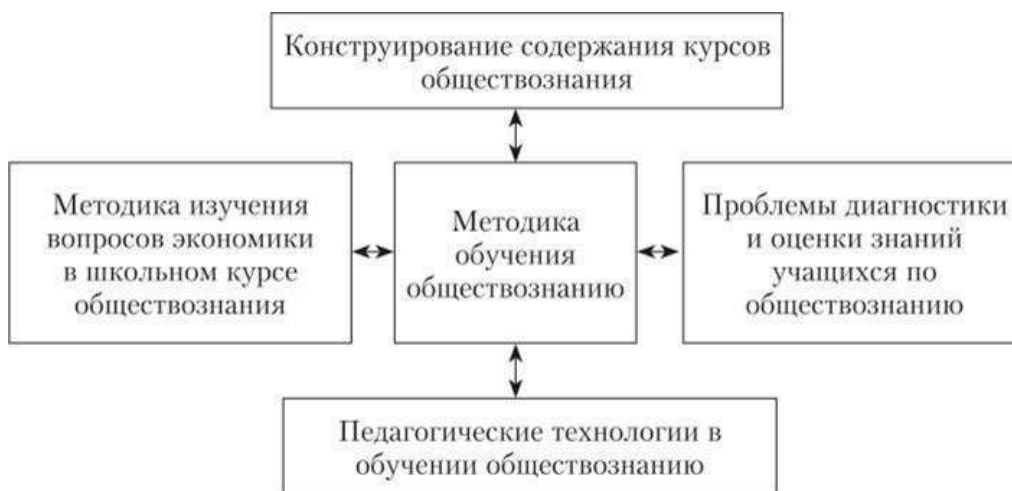 Конструирование содержания курсов
обществознания
Методика изучения
вопросов экономики
в школьном курсе
обществознания
Методика
обучения
обществознанию
Проблемы диагностики
и оценки знаний
учащихся по
обществознанию
Педагогические технологии в
обучении обществознанию